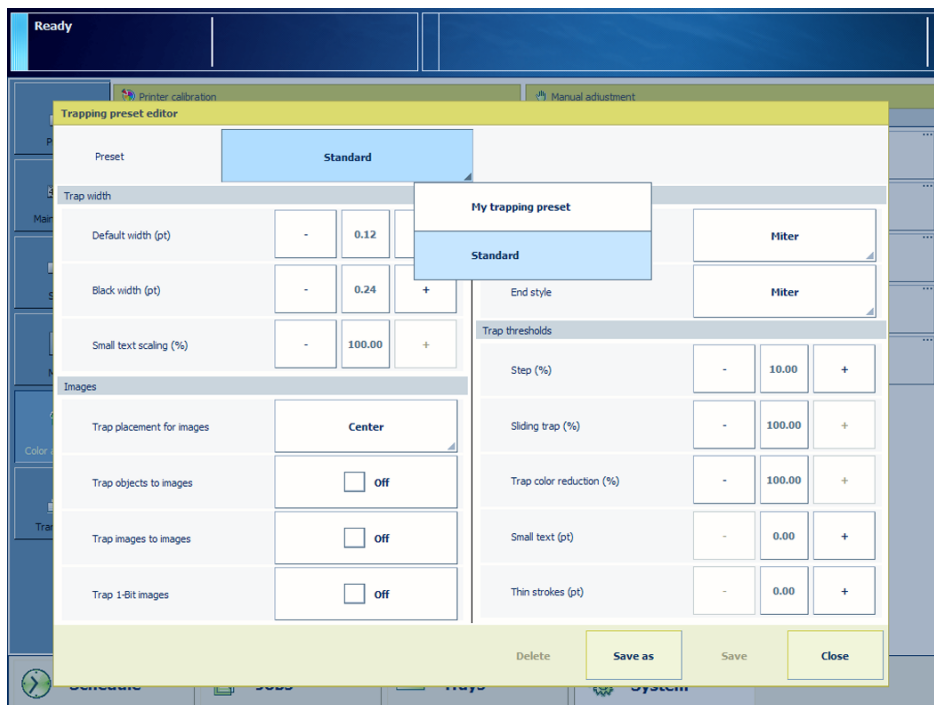 Ready
Printer calibration
Manual adjustment
Trapping preset editor
Preset
Standard
My trapping preset
Standard
Trap width
Default width (pt)
- 0.12
Black width (pt)
- 0.24 +
Small text scaling (%)
- 100.00 +
Images
Trap placement for images
Center
Trap objects to images
Off
Trap images to images
Off
Trap 1-Bit images
Off
Miter
End style
Miter
Trap thresholds
Step (%)
- 10.00 +
Sliding trap (%)
- 100.00 +
Trap color reduction (%)
- 100.00 +
Small text (pt)
- 0.00 +
Thin strokes (pt)
- 0.00 +
Delete
Save as
Save
Close
Color
Schedule
Jobs
Trays
System